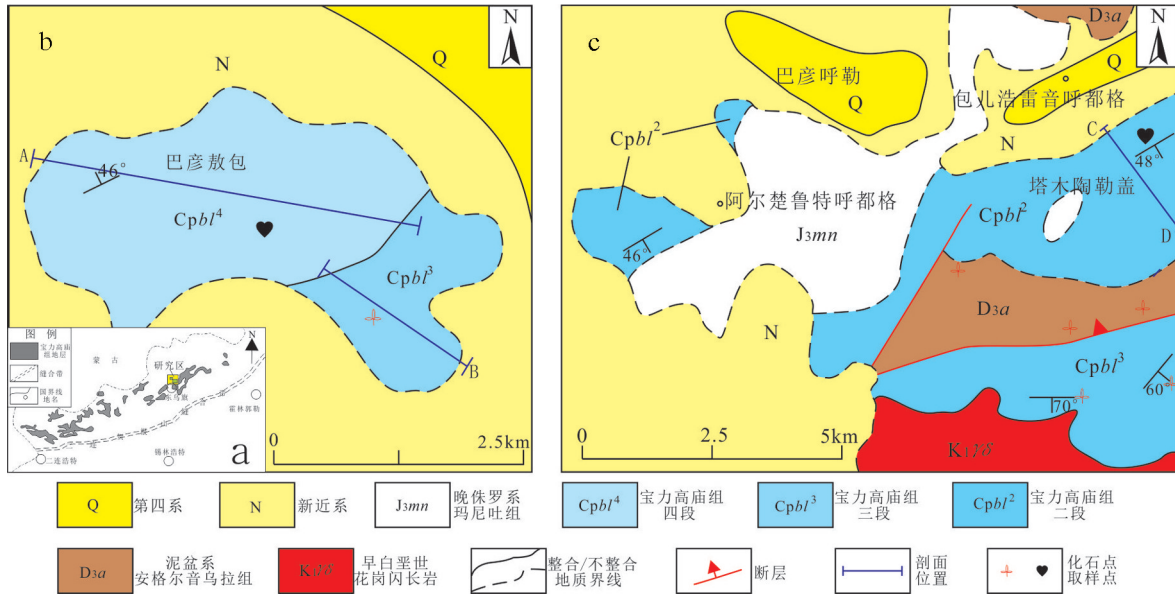 b
N
Q
N
A
46°
巴彦敖包
Cpbl⁴
Cpbl³
B
图 例
宝力高庙
组地层
缝合带
国界线
地名
蒙 古
研究区
东乌旗
霍林郭勒
锡林浩特
二连浩特
N
a
0
2.5km
c
D₃a
N
巴彦呼勒
Q
Q
包儿浩雷音呼都格
N
Cpbl²
C
48°
塔木陶勒盖
阿尔楚鲁特呼都格
Cpbl²
J₃mn
D
46°
N
D₃a
Cpbl³
60°
70°
K₁γδ
0
2.5
5km
Q
第四系
N
新近系
J₃mn
晚侏罗系
玛尼吐组
Cpbl⁴
宝力高庙组
四段
Cpbl³
宝力高庙组
三段
Cpbl²
宝力高庙组
二段
D₃a
泥盆系
安格尔音乌拉组
K₁γδ
早白垩世
花岗闪长岩
整合/不整合
地质界线
断层
剖面
位置
化石点
取样点